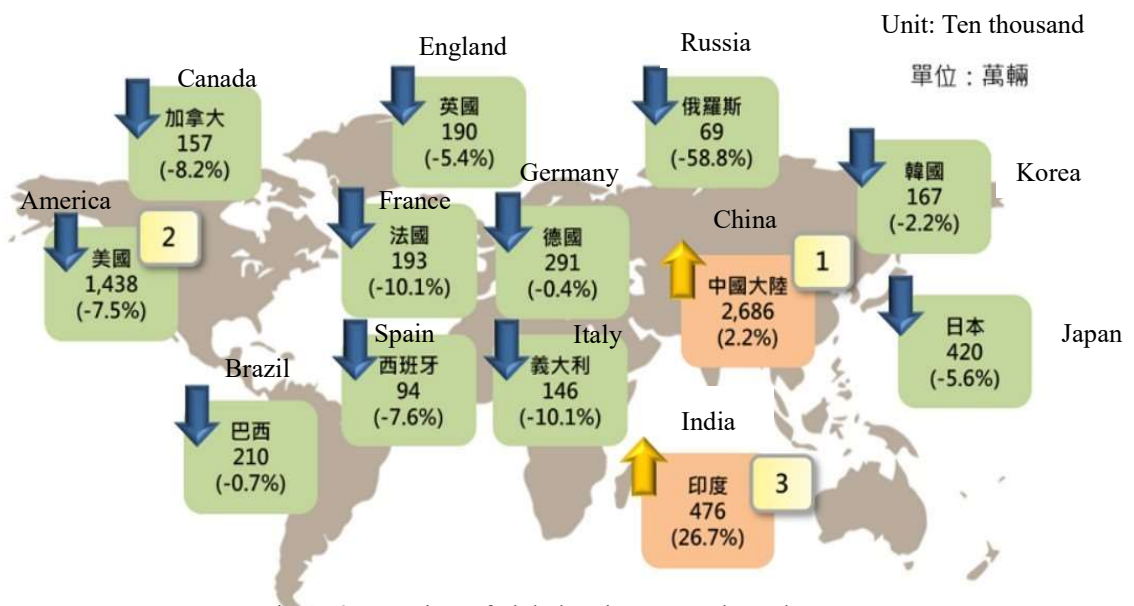 Unit: Ten thousand
單位：萬輛
Canada
加拿大
157
(-8.2%)
England
英國
190
(-5.4%)
Russia
俄羅斯
69
(-58.8%)
Korea
韓國
167
(-2.2%)
America
2
美國
1,438
(-7.5%)
France
法國
193
(-10.1%)
Germany
德國
291
(-0.4%)
China
1
中國大陸
2,686
(2.2%)
Japan
日本
420
(-5.6%)
Spain
西班牙
94
(-7.6%)
Italy
義大利
146
(-10.1%)
Brazil
巴西
210
(-0.7%)
India
3
印度
476
(26.7%)